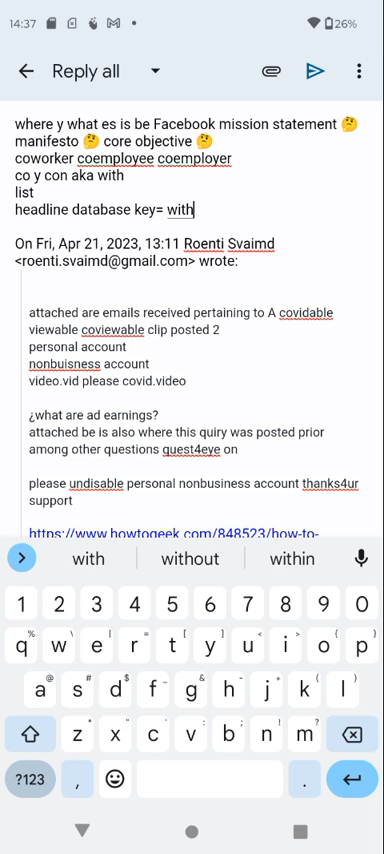 14:37
26%
Reply all
where y what es is be Facebook mission statement 🤔
manifesto 🤔 core objective 🤔
coworker coemployee coemployer
co y con aka with
list
headline database key= with
On Fri, Apr 21, 2023, 13:11 Roenti Svaimd
<roenti.svaimd@gmail.com> wrote:
attached are emails received pertaining to A covidable
viewable coviewable clip posted 2
personal account
nonbuisness account
video.vid please covid.video
¿what are ad earnings?
attached be is also where this quiry was posted prior
among other questions quest4eye on
please undisable personal nonbusiness account thanks4ur
support
https://www.howtogeek.com/848523/how-to-
with without within
1 2 3 4 5 6 7 8 9 0
q% w\ e| r= t[ y] u< i> o{ p}
a@ s# d$ f_ g& h- j+ k( l)
z* x" c' v: b; n! m?
?123 , .